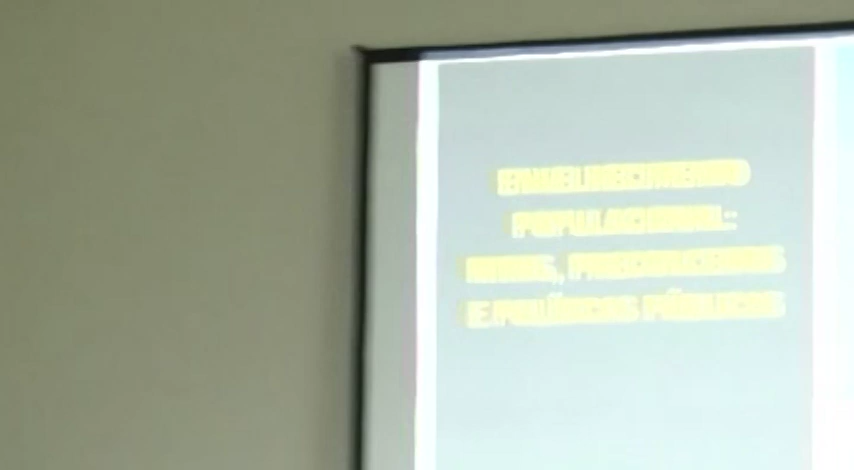 ENVELHECIMENTO
POPULACIONAL:
MITOS, PRECONCEITOS
E POLÍTICAS PÚBLICAS